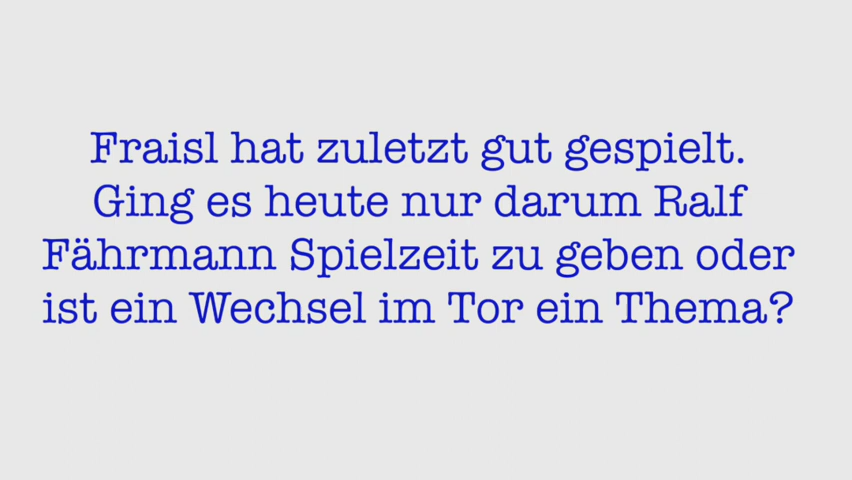 Fraisl hat zuletzt gut gespielt.
Ging es heute nur darum Ralf
Fährmann Spielzeit zu geben oder
ist ein Wechsel im Tor ein Thema?